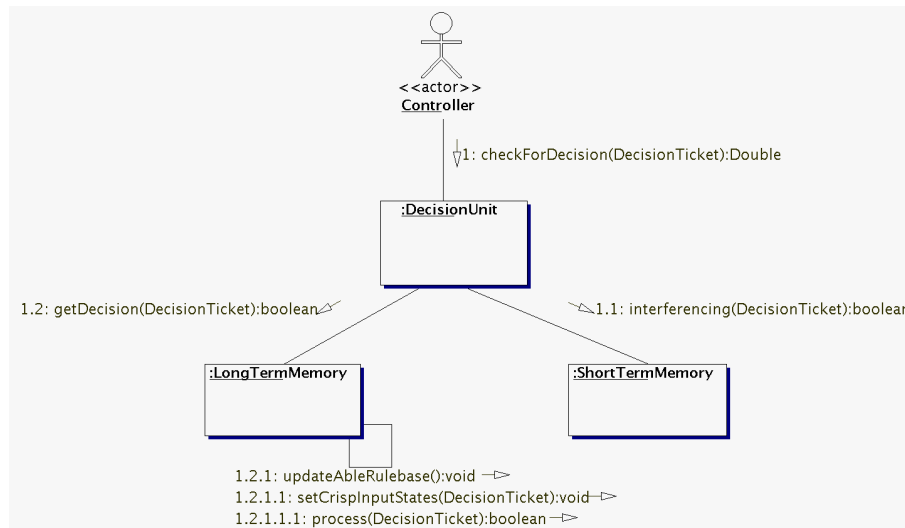 <<actor>>
Controller
1: checkForDecision(DecisionTicket):Double
:DecisionUnit
1.2: getDecision(DecisionTicket):boolean
1.1: interferencing(DecisionTicket):boolean
:LongTermMemory
:ShortTermMemory
1.2.1: updateAbleRulebase():void
1.2.1.1: setCrispInputStates(DecisionTicket):void
1.2.1.1.1: process(DecisionTicket):boolean